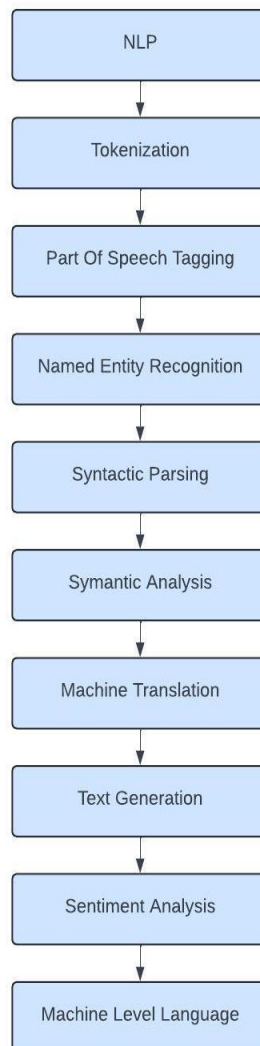 NLP
Tokenization
Part Of Speech Tagging
Named Entity Recognition
Syntactic Parsing
Symantic Analysis
Machine Translation
Text Generation
Sentiment Analysis
Machine Level Language